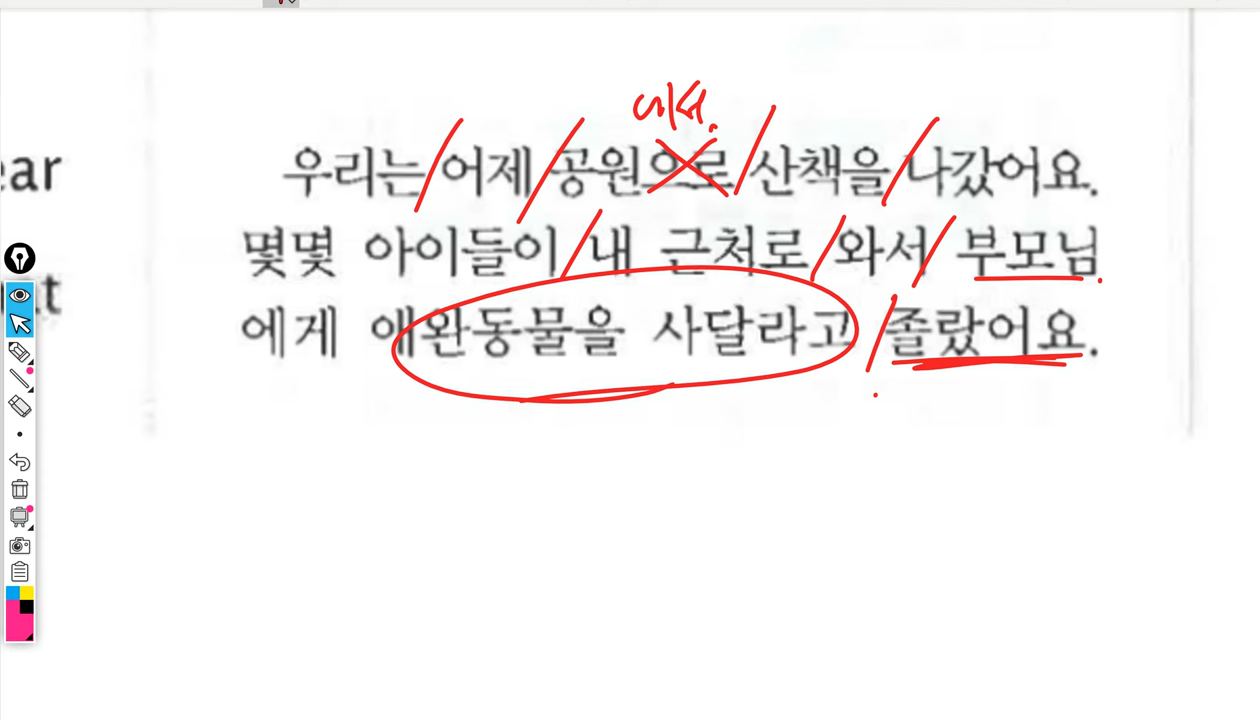 ear
에서
우리는 어제 공원으로 산책을 나갔어요.
몇몇 아이들이 내 근처로 와서 부모님
에게 애완동물을 사달라고 졸랐어요.